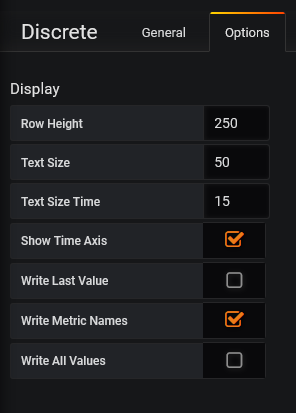 Discrete General Options
Display
Row Height 250
Text Size 50
Text Size Time 15
Show Time Axis
Write Last Value
Write Metric Names
Write All Values